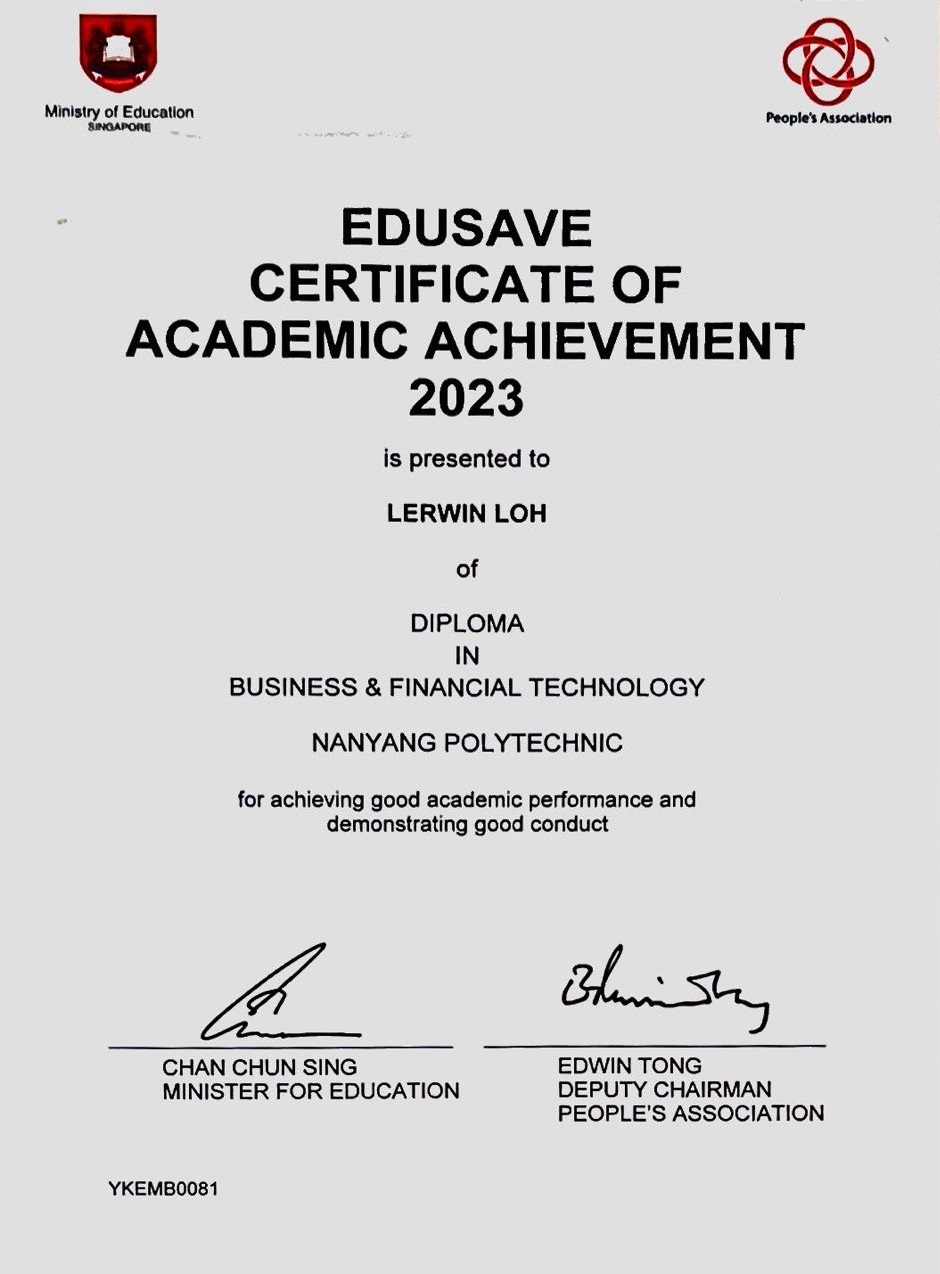 Ministry of Education
SINGAPORE
People's Association
EDUSAVE
CERTIFICATE OF
ACADEMIC ACHIEVEMENT
2023
is presented to
LERWIN LOH
of
DIPLOMA
IN
BUSINESS & FINANCIAL TECHNOLOGY
NANYANG POLYTECHNIC
for achieving good academic performance and
demonstrating good conduct
CHAN CHUN SING
MINISTER FOR EDUCATION
EDWIN TONG
DEPUTY CHAIRMAN
PEOPLE'S ASSOCIATION
YKEMB0081